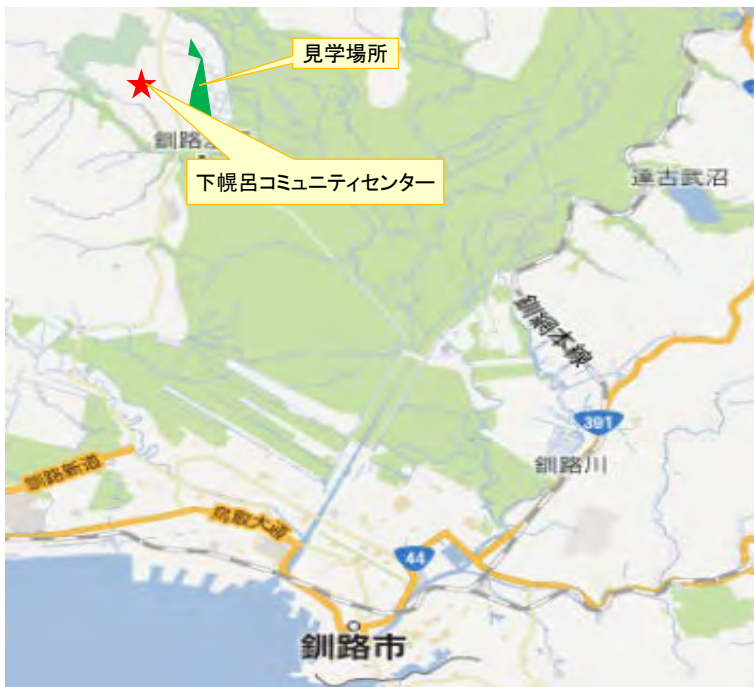 見学場所
下幌呂コミュニティセンター
達古武沼
釧網本線
391
釧路川
釧路新道
鳥取大通
44
釧路市